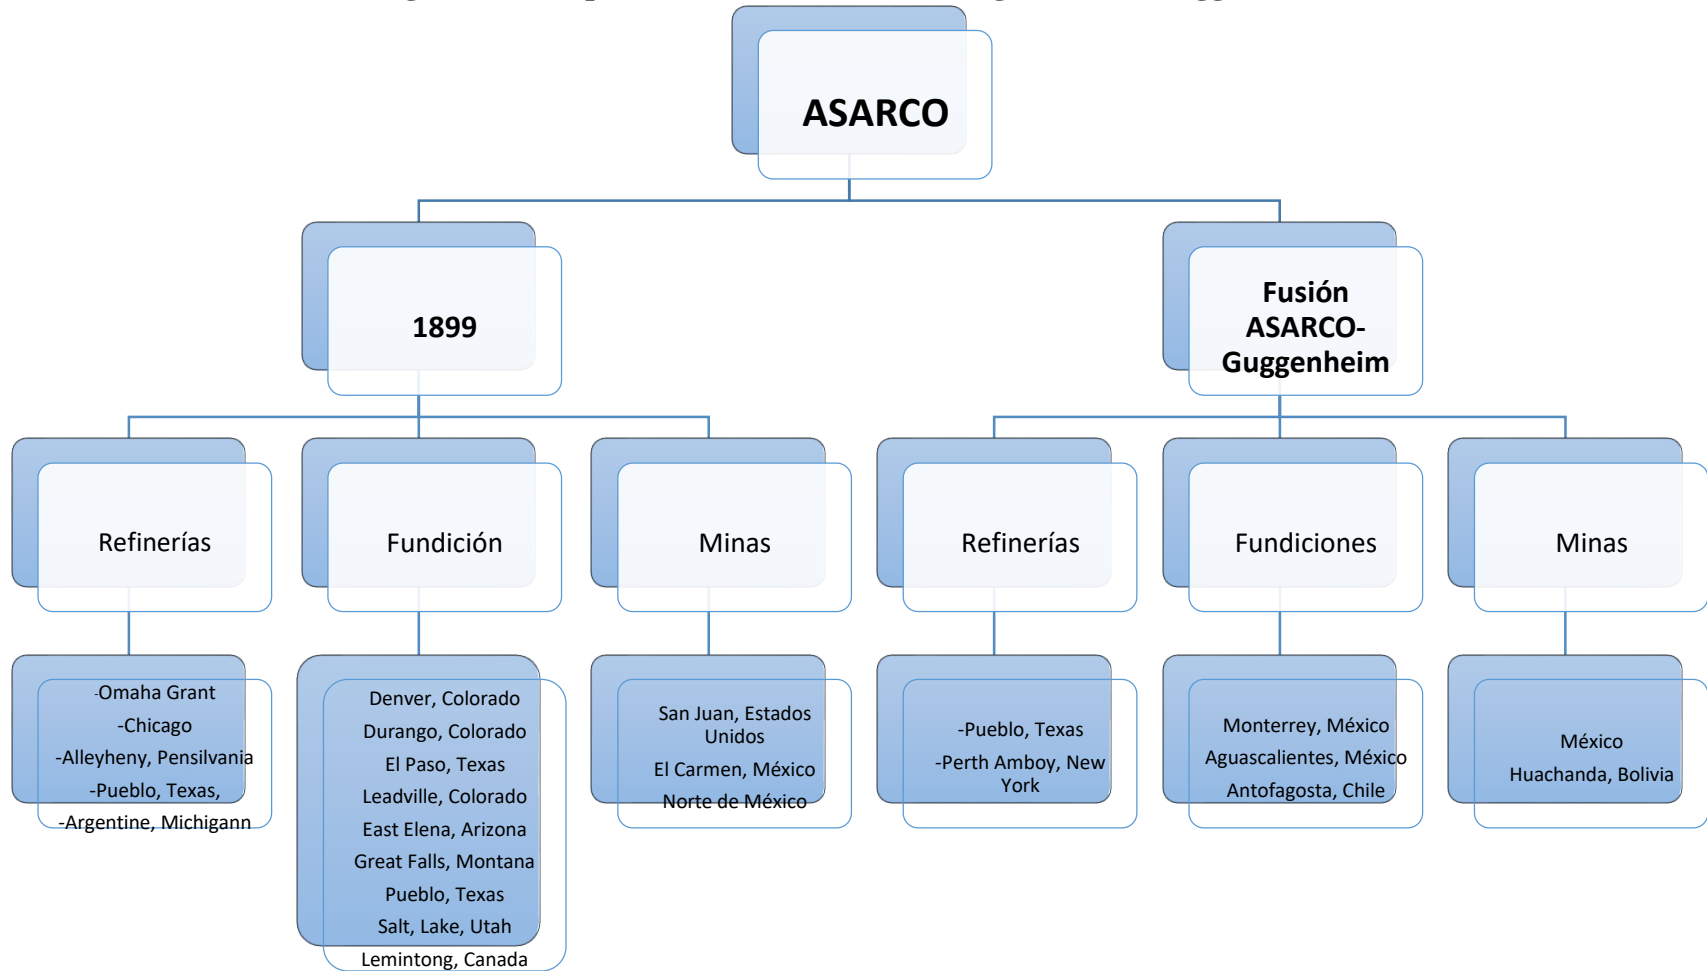 ASARCO
1899
Fusión
ASARCO-
Guggenheim
Refinerías
Fundición
Minas
Refinerías
Fundiciones
Minas
-Omaha Grant
-Chicago
-Alleyheny, Pensilvania
-Pueblo, Texas,
-Argentine, Michigann
Denver, Colorado
Durango, Colorado
El Paso, Texas
Leadville, Colorado
East Elena, Arizona
Great Falls, Montana
Pueblo, Texas
Salt, Lake, Utah
Lemintong, Canada
San Juan, Estados
Unidos
El Carmen, México
Norte de México
-Pueblo, Texas
-Perth Amboy, New
York
Monterrey, México
Aguascalientes, México
Antofagosta, Chile
México
Huachanda, Bolivia